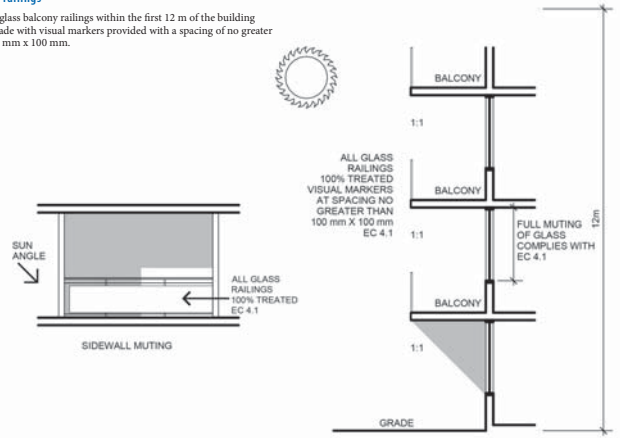 railings
glass balcony railings within the first 12 m of the building
ade with visual markers provided with a spacing of no greater
mm x 100 mm.
BALCONY
1:1
ALL GLASS
RAILINGS
100% TREATED
VISUAL MARKERS
AT SPACING NO
GREATER THAN
100 mm X 100 mm
EC 4.1
BALCONY
1:1
FULL MUTING
OF GLASS
COMPLIES WITH
EC 4.1
12m
SUN
ANGLE
ALL GLASS
RAILINGS
100% TREATED
EC 4.1
SIDEWALL MUTING
BALCONY
1:1
GRADE